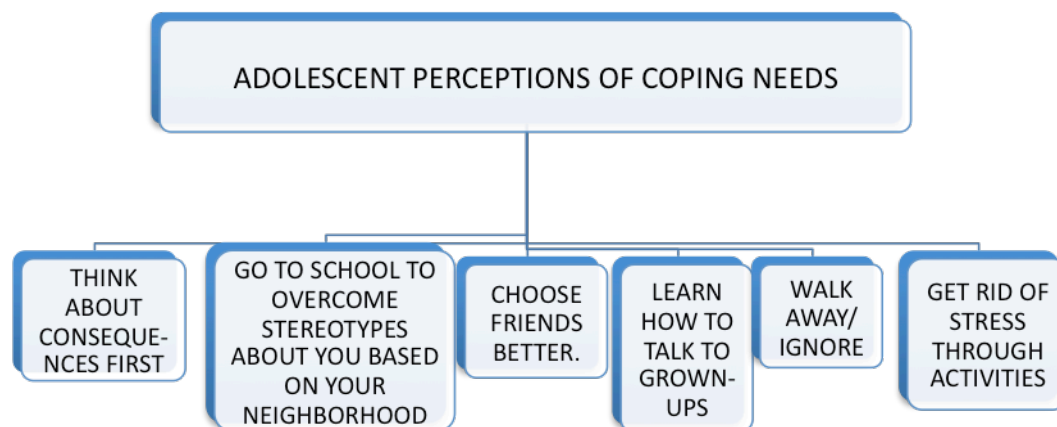 ADOLESCENT PERCEPTIONS OF COPING NEEDS
THINK
ABOUT
CONSEQUE-
NCES FIRST
GO TO SCHOOL TO
OVERCOME
STEREOTYPES
ABOUT YOU BASED
ON YOUR
NEIGHBORHOOD
CHOOSE
FRIENDS
BETTER.
LEARN
HOW TO
TALK TO
GROWN-
UPS
WALK
AWAY/
IGNORE
GET RID OF
STRESS
THROUGH
ACTIVITIES